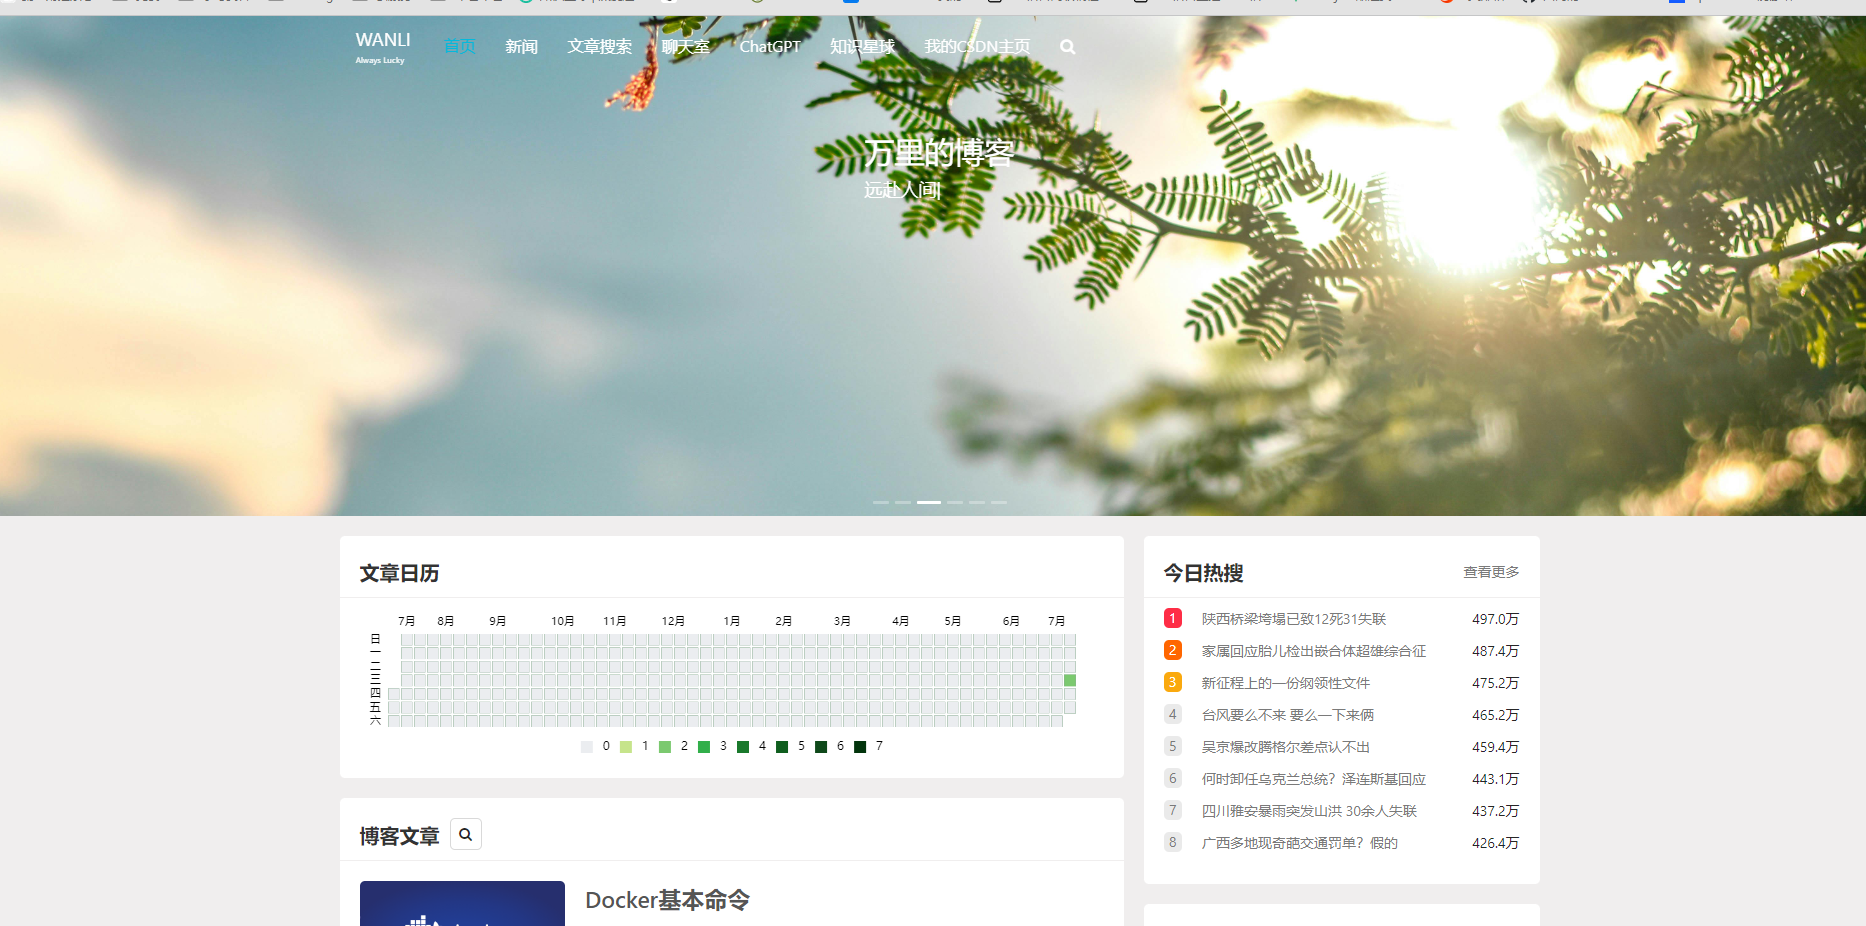 WANLI
Always Lucky
首页 新闻 文章搜索 聊天室 ChatGPT 知识星球 我的CSDN主页
万里的博客
远赴人间
文章日历
7月 8月 9月 10月 11月 12月 1月 2月 3月 4月 5月 6月 7月
日
一
二
三
四
五
六
0 1 2 3 4 5 6 7
博客文章
Docker基本命令
今日热搜 查看更多
1 陕西桥梁垮塌已致12死31失联 497.0万
2 家属回应胎儿检出嵌合体超雄综合征 487.4万
3 新征程上的一份纲领性文件 475.2万
4 台风要么不来 要么一下来俩 465.2万
5 吴京爆改腾格尔差点认不出 459.4万
6 何时卸任乌克兰总统？泽连斯基回应 443.1万
7 四川雅安暴雨突发山洪 30余人失联 437.2万
8 广西多地现奇葩交通罚单？假的 426.4万